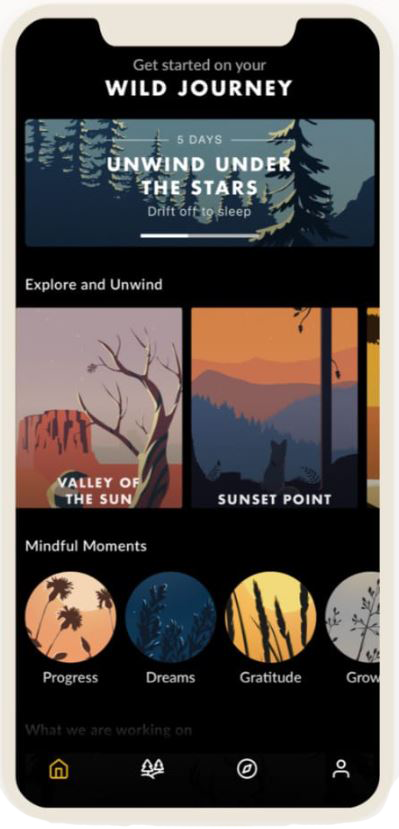 Get started on your
WILD JOURNEY
5 DAYS
UNWIND UNDER
THE STARS
Drift off to sleep
Explore and Unwind
VALLEY OF
THE SUN
SUNSET POINT
Mindful Moments
Progress
Dreams
Gratitude
Grow
What we are working on